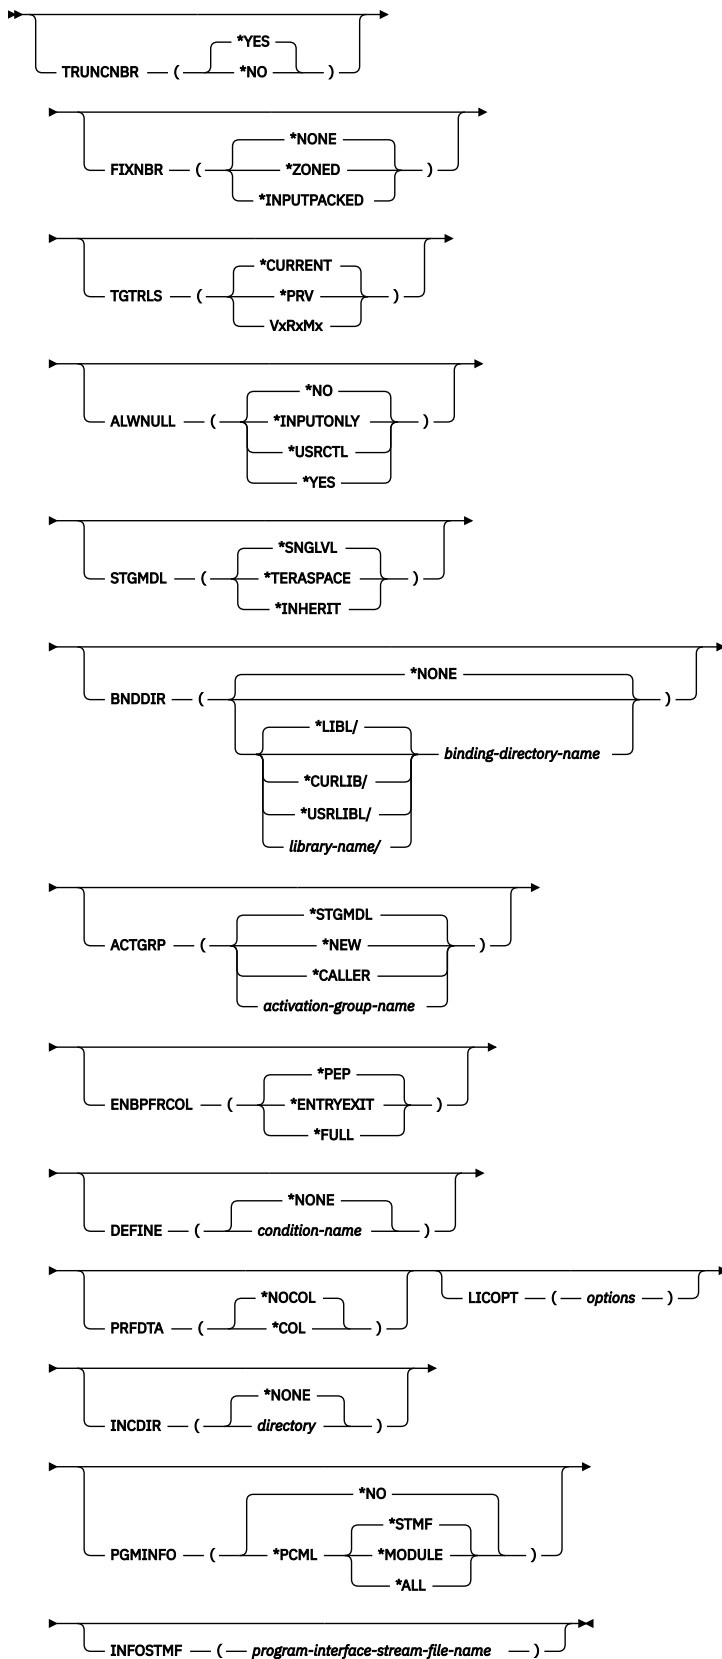 *YES
TRUNCNBR ( *NO )
*NONE
FIXNBR ( *ZONED )
*INPUTPACKED
*CURRENT
TGTRLS ( *PRV )
VxRxMx
*NO
ALWNULL ( *INPUTONLY )
*USRCTL
*YES
*SNGLVL
STGMDL ( *TERASPACE )
*INHERIT
*NONE
BNDDIR ( )
*LIBL/
binding-directory-name
*CURLIB/
*USRLIBL/
library-name/
*STGMDL
ACTGRP ( *NEW )
*CALLER
activation-group-name
*PEP
ENBPFRCOL ( *ENTRYEXIT )
*FULL
*NONE
DEFINE ( condition-name )
*NOCOL
PRFDTA ( *COL )
LICOPT ( options )
*NONE
INCDIR ( directory )
*NO
*STMF
PGMINFO ( *PCML *MODULE )
*ALL
INFOSTMF ( program-interface-stream-file-name )